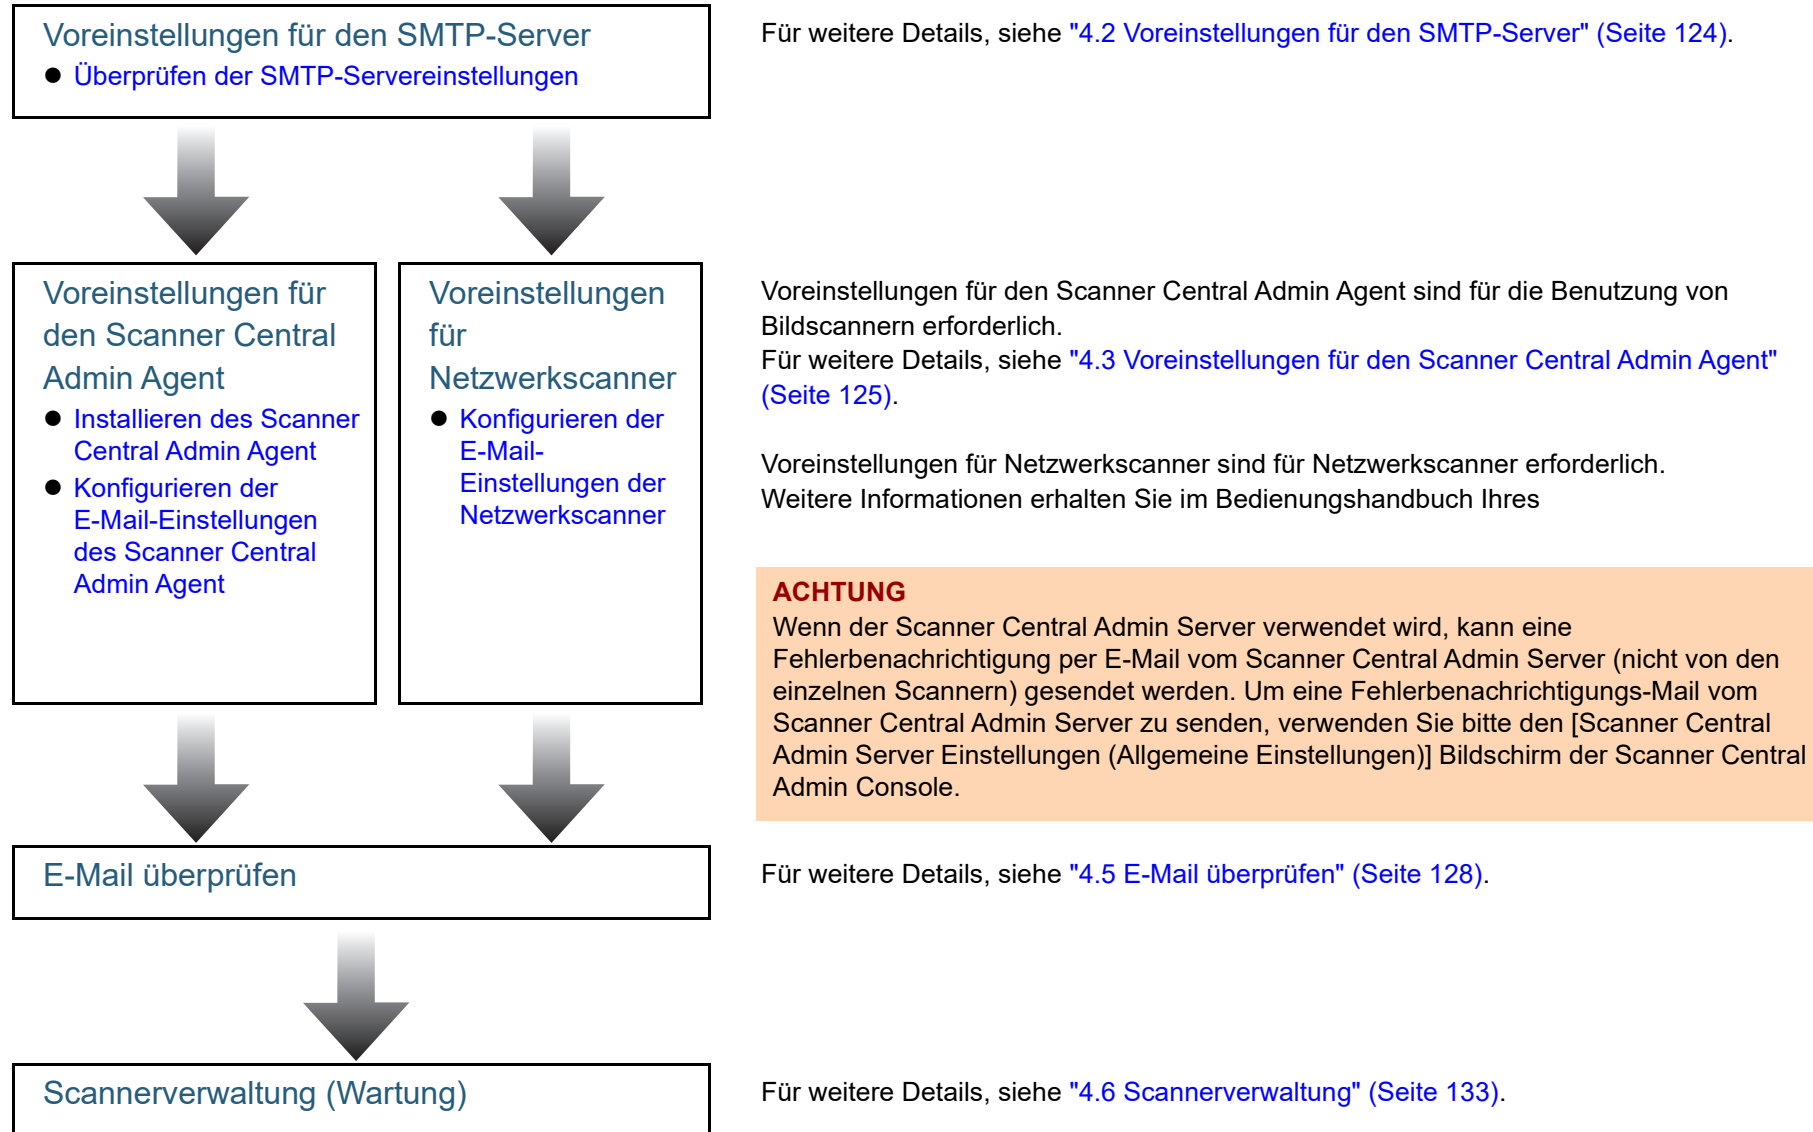 Voreinstellungen für den SMTP-Server
● Überprüfen der SMTP-Servereinstellungen
Für weitere Details, siehe "4.2 Voreinstellungen für den SMTP-Server" (Seite 124).
Voreinstellungen für
den Scanner Central
Admin Agent
● Installieren des Scanner
Central Admin Agent
● Konfigurieren der
E-Mail-Einstellungen
des Scanner Central
Admin Agent
Voreinstellungen
für
Netzwerkscanner
● Konfigurieren der
E-Mail-
Einstellungen der
Netzwerkscanner
Voreinstellungen für den Scanner Central Admin Agent sind für die Benutzung von
Bildscannern erforderlich.
Für weitere Details, siehe "4.3 Voreinstellungen für den Scanner Central Admin Agent"
(Seite 125).
Voreinstellungen für Netzwerkscanner sind für Netzwerkscanner erforderlich.
Weitere Informationen erhalten Sie im Bedienungshandbuch Ihres
ACHTUNG
Wenn der Scanner Central Admin Server verwendet wird, kann eine
Fehlerbenachrichtigung per E-Mail vom Scanner Central Admin Server (nicht von den
einzelnen Scannern) gesendet werden. Um eine Fehlerbenachrichtigungs-Mail vom
Scanner Central Admin Server zu senden, verwenden Sie bitte den [Scanner Central
Admin Server Einstellungen (Allgemeine Einstellungen)] Bildschirm der Scanner Central
Admin Console.
E-Mail überprüfen
Für weitere Details, siehe "4.5 E-Mail überprüfen" (Seite 128).
Scannerverwaltung (Wartung)
Für weitere Details, siehe "4.6 Scannerverwaltung" (Seite 133).